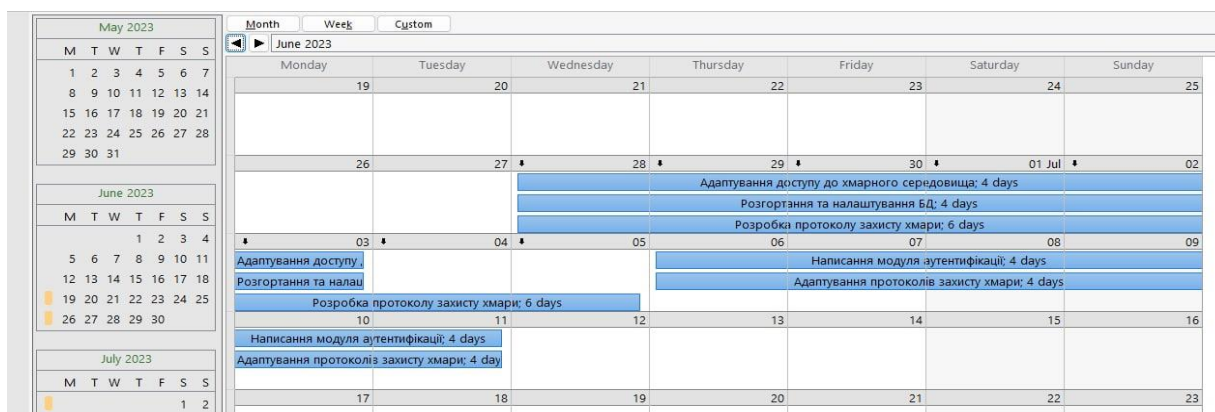 May 2023
M T W T F S S
1 2 3 4 5 6 7
8 9 10 11 12 13 14
15 16 17 18 19 20 21
22 23 24 25 26 27 28
29 30 31
June 2023
M T W T F S S
1 2 3 4
5 6 7 8 9 10 11
12 13 14 15 16 17 18
19 20 21 22 23 24 25
26 27 28 29 30
July 2023
M T W T F S S
1 2
Month Week Custom
June 2023
Monday Tuesday Wednesday Thursday Friday Saturday Sunday
19 20 21 22 23 24 25
26 27 28 29 30 01 Jul 02
Адаптування доступу до хмарного середовища; 4 days
Розгортання та налаштування БД; 4 days
Розробка протоколу захисту хмари; 6 days
03 04 05 06 07 08 09
Адаптування доступу Написання модуля аутентифікації; 4 days
Розгортання та налаш Адаптування протоколів захисту хмари; 4 days
Розробка протоколу захисту хмари; 6 days
10 11 12 13 14 15 16
Написання модуля аутентифікації; 4 days
Адаптування протоколів захисту хмари; 4 day
17 18 19 20 21 22 23